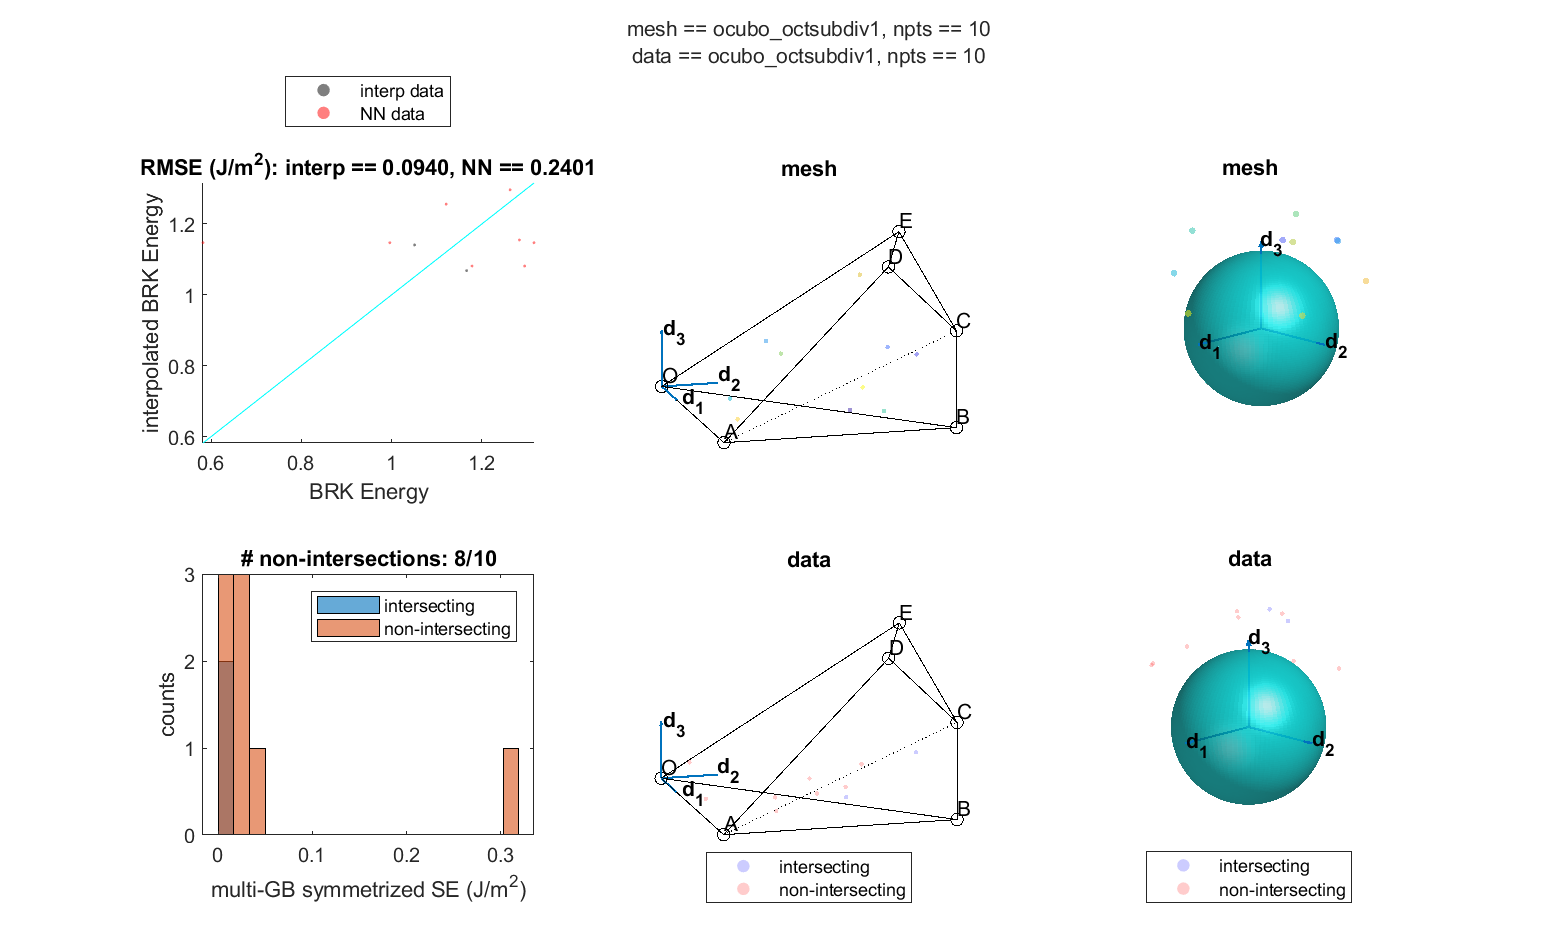 mesh == ocubo_octsubdiv1, npts == 10
data == ocubo_octsubdiv1, npts == 10
interp data
NN data
RMSE (J/m²): interp == 0.0940, NN == 0.2401
interpolated BRK Energy
1.2
1
0.8
0.6
0.6 0.8 1 1.2
BRK Energy
mesh
E
D
C
d₃
O
d₂
d₁
A
B
mesh
d₃
d₁
d₂
# non-intersections: 8/10
counts
3
2
1
0
intersecting
non-intersecting
0 0.1 0.2 0.3
multi-GB symmetrized SE (J/m²)
data
E
D
C
d₃
O
d₂
d₁
A
B
intersecting
non-intersecting
data
d₃
d₁
d₂
intersecting
non-intersecting